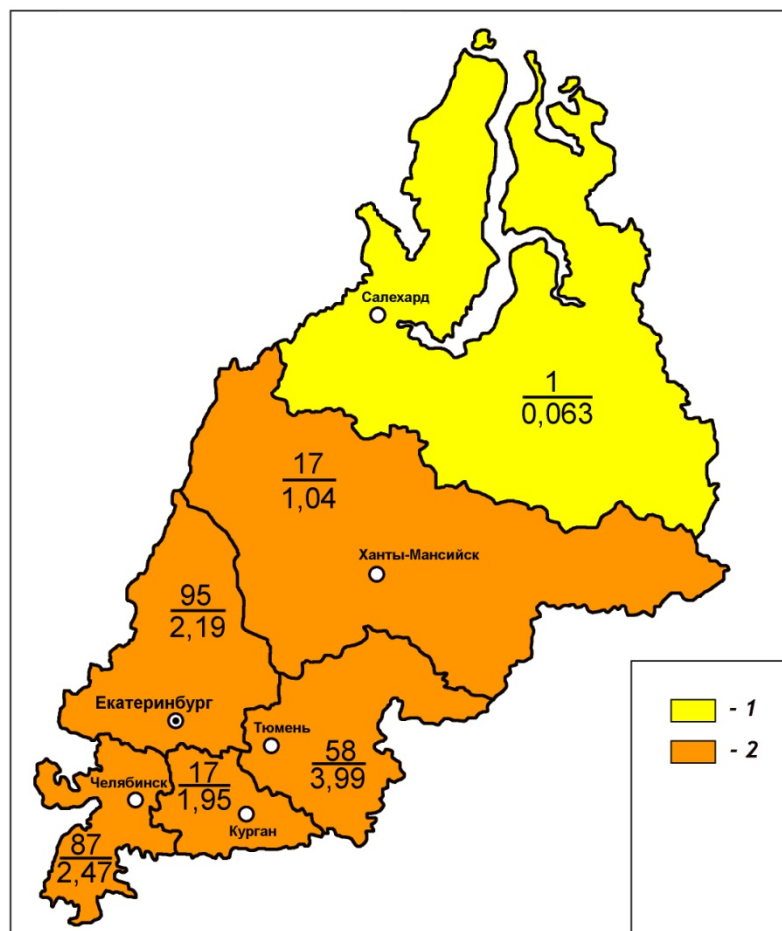 Салехард
1
0,063
17
1,04
Ханты-Мансийск
95
2,19
Екатеринбург
Тюмень
58
3,99
Челябинск
17
1,95
Курган
87
2,47
- 1
- 2